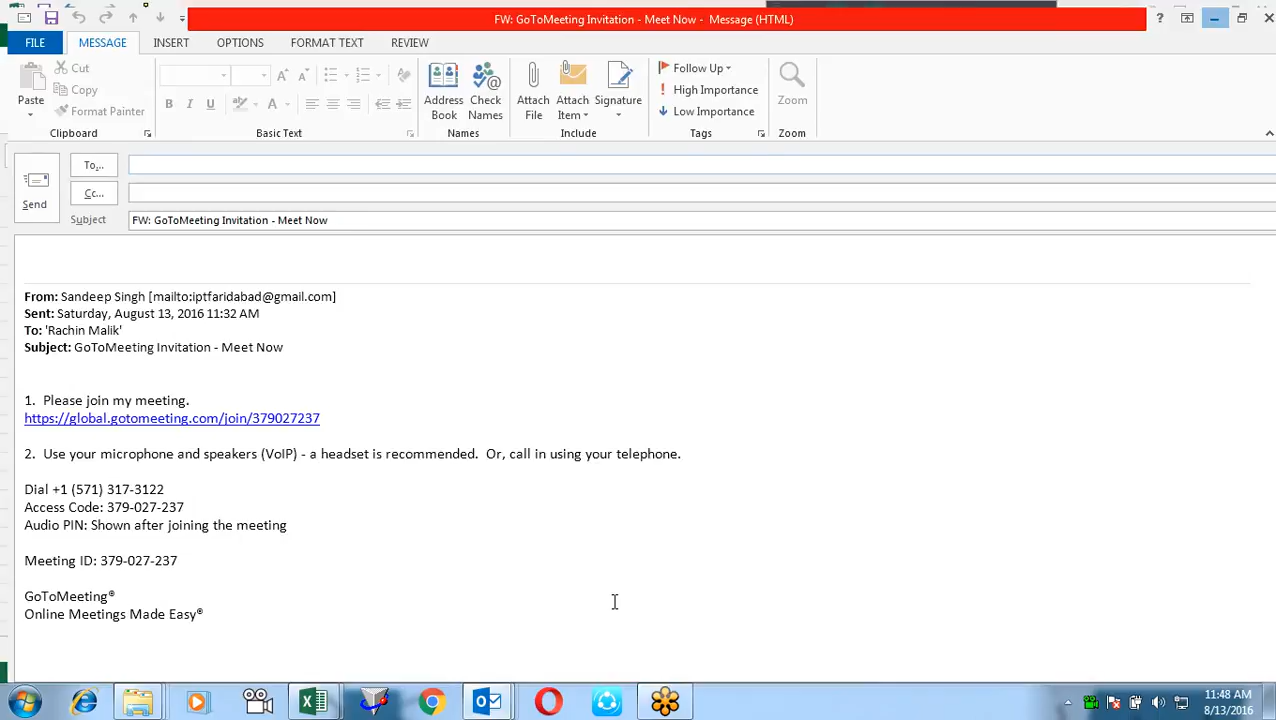 FW: GoToMeeting Invitation - Meet Now - Message (HTML)
FILE MESSAGE INSERT OPTIONS FORMAT TEXT REVIEW
Paste
Cut
Copy
Format Painter
Clipboard
B I U
A A
A
Basic Text
Address Book
Check Names
Names
Attach File
Attach Item
Signature
Include
Follow Up
High Importance
Low Importance
Tags
Zoom
Zoom
Send
To...
Cc...
Subject FW: GoToMeeting Invitation - Meet Now
From: Sandeep Singh [mailto:iptfaridabad@gmail.com]
Sent: Saturday, August 13, 2016 11:32 AM
To: 'Rachin Malik'
Subject: GoToMeeting Invitation - Meet Now
1. Please join my meeting.
https://global.gotomeeting.com/join/379027237
2. Use your microphone and speakers (VoIP) - a headset is recommended. Or, call in using your telephone.
Dial +1 (571) 317-3122
Access Code: 379-027-237
Audio PIN: Shown after joining the meeting
Meeting ID: 379-027-237
GoToMeeting®
Online Meetings Made Easy®
11:48 AM
8/13/2016